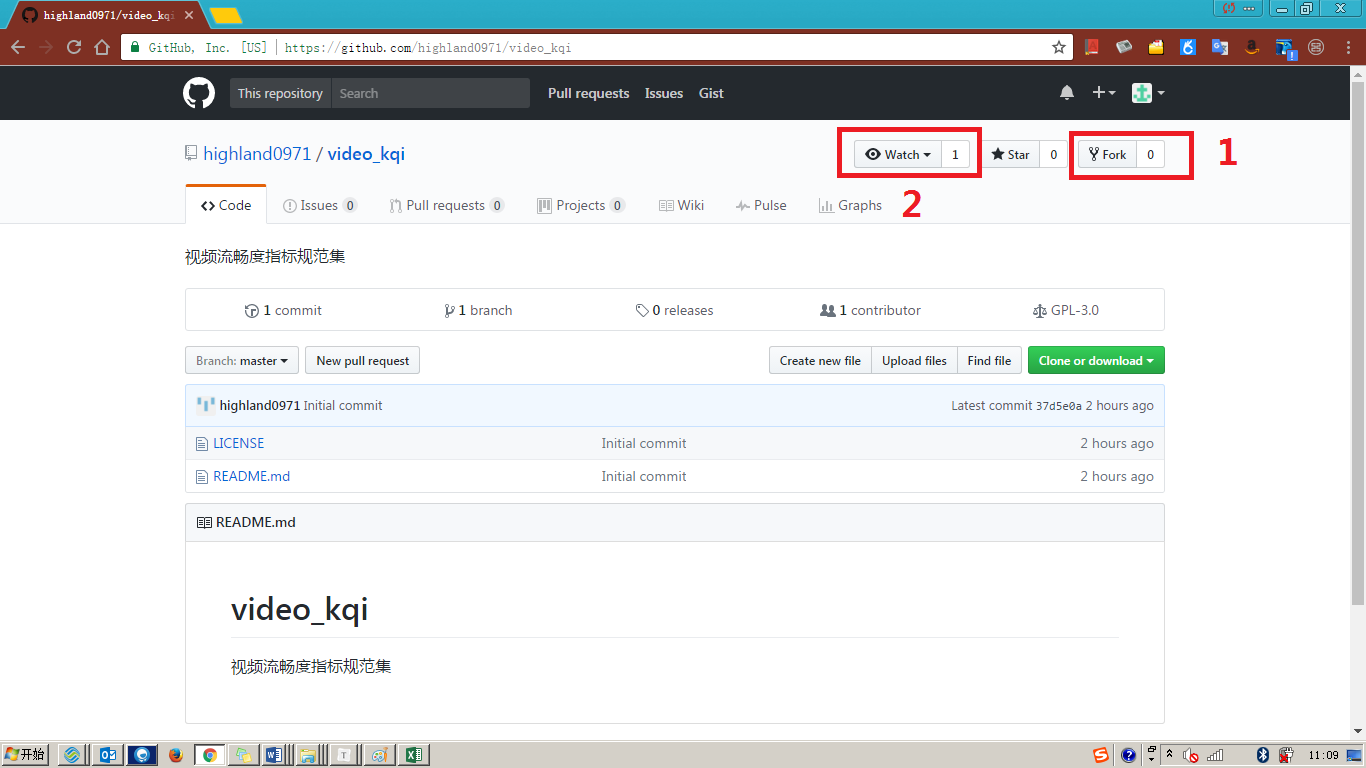 highland0971/video_kqi
GitHub, Inc. [US] | https://github.com/highland0971/video_kqi
This repository Search Pull requests Issues Gist
highland0971 / video_kqi
Watch 1 Star 0 Fork 0 1
Code Issues 0 Pull requests 0 Projects 0 Wiki Pulse Graphs 2
视频流畅度指标规范集
1 commit 1 branch 0 releases 1 contributor GPL-3.0
Branch: master New pull request Create new file Upload files Find file Clone or download
highland0971 Initial commit Latest commit 37d5e0a 2 hours ago
LICENSE Initial commit 2 hours ago
README.md Initial commit 2 hours ago
README.md
video_kqi
视频流畅度指标规范集
开始 11:09